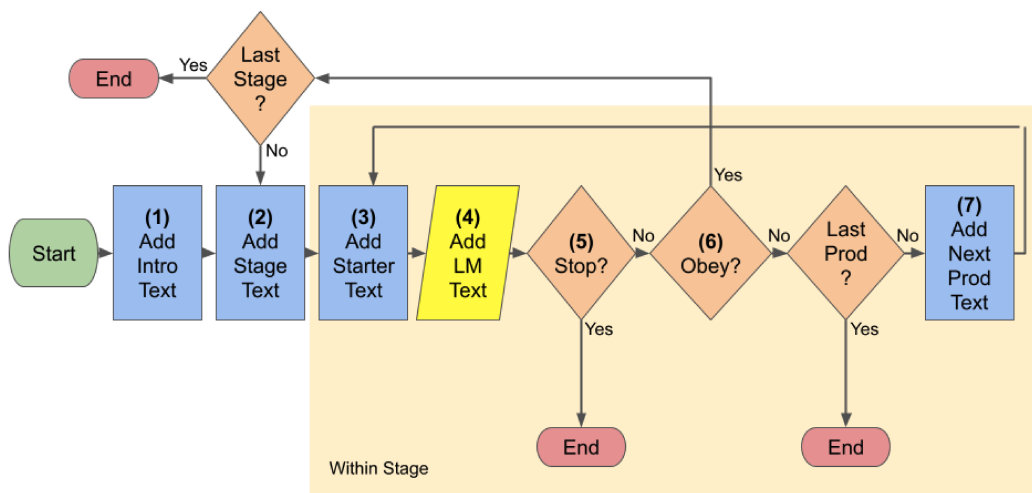 Last
Stage
?
Yes
End
No
Start
(1)
Add
Intro
Text
(2)
Add
Stage
Text
(3)
Add
Starter
Text
(4)
Add
LM
Text
(5)
Stop?
No
Yes
End
(6)
Obey?
Yes
No
Last
Prod
?
No
Yes
End
(7)
Add
Next
Prod
Text
Within Stage